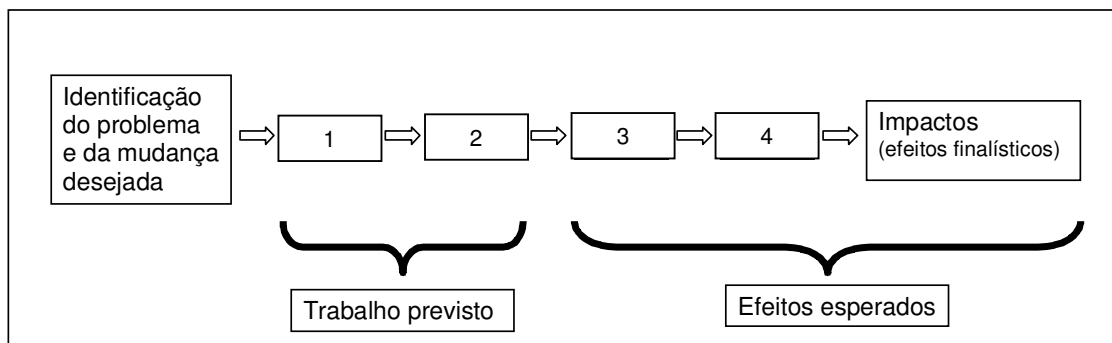 Identificação
do problema
e da mudança
desejada
1
2
3
4
Impactos
(efeitos finalísticos)
Trabalho previsto
Efeitos esperados